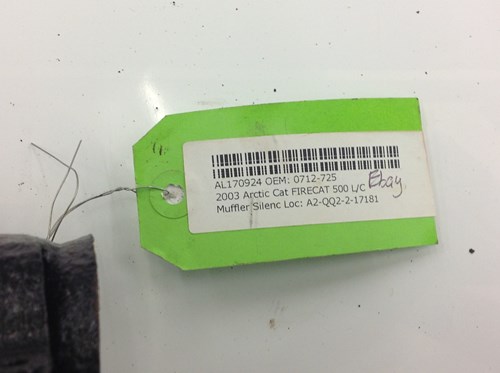 AL170924 OEM: 0712-725
2003 Arctic Cat FIRECAT 500 L/C
Ebay
Muffler Silenc Loc: A2-QQ2-2-17181